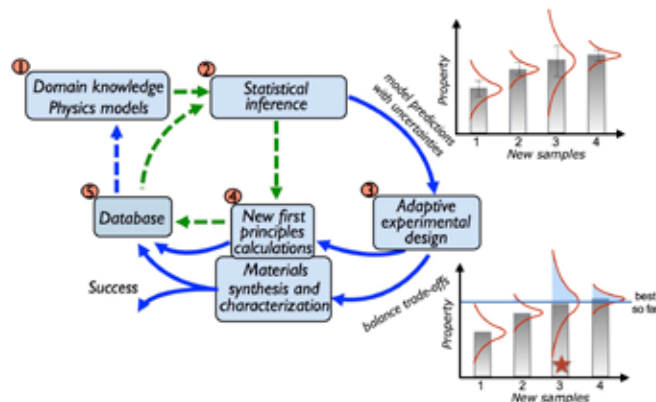 1
Domain knowledge
Physics models
2
Statistical
inference
model predictions
with uncertainties
Property
1 2 3 4
New samples
5
Database
4
New first
principles
calculations
3
Adaptive
experimental
design
Materials
synthesis and
characterization
Success
balance trade-offs
Property
best
so far
1 2 3 4
New samples